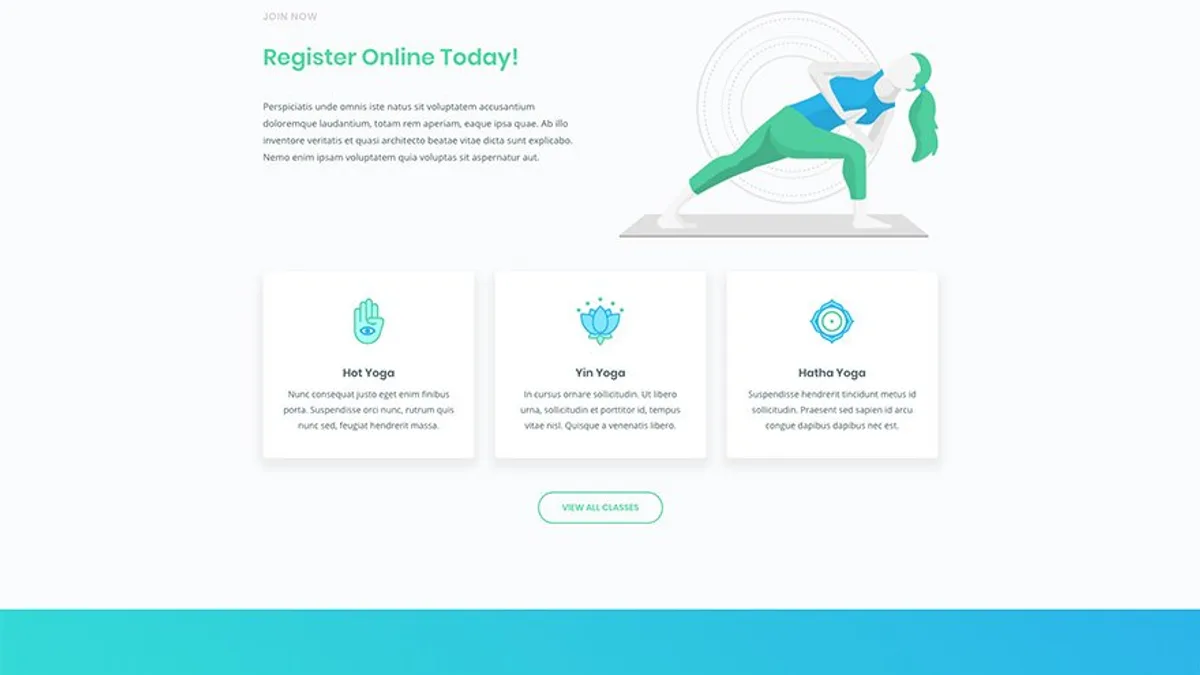 JOIN NOW
Register Online Today!
Perspiciatis unde omnis iste natus sit voluptatem accusantium
doloremque laudantium, totam rem aperiam, eaque ipsa quae. Ab illo
inventore veritatis et quasi architecto beatae vitae dicta sunt explicabo.
Nemo enim ipsam voluptatem quia voluptas sit aspernatur aut.
Hot Yoga
Nunc consequat justo eget enim finibus
porta. Suspendisse orci nunc, rutrum quis
nunc sed, feugiat hendrerit massa.
Yin Yoga
In cursus ornare sollicitudin. Ut libero
urna, sollicitudin et porttitor id, tempus
vitae nisl. Quisque a venenatis libero.
Hatha Yoga
Suspendisse hendrerit tincidunt metus id
sollicitudin. Praesent sed sapien id arcu
congue dapibus dapibus nec est.
VIEW ALL CLASSES